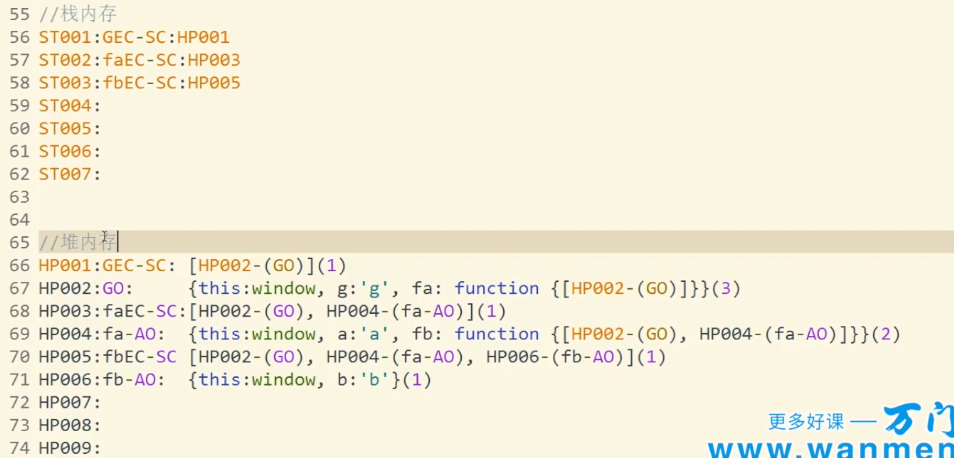 55 //栈内存
56 ST001:GEC-SC:HP001
57 ST002:faEC-SC:HP003
58 ST003:fbEC-SC:HP005
59 ST004:
60 ST005:
61 ST006:
62 ST007:
63
64
65 //堆内存
66 HP001:GEC-SC: [HP002-(GO)](1)
67 HP002:GO: {this:window, g:'g', fa: function {[HP002-(GO)]}}(3)
68 HP003:faEC-SC:[HP002-(GO), HP004-(fa-AO)](1)
69 HP004:fa-AO: {this:window, a:'a', fb: function {[HP002-(GO), HP004-(fa-AO)]}}(2)
70 HP005:fbEC-SC [HP002-(GO), HP004-(fa-AO), HP006-(fb-AO)](1)
71 HP006:fb-AO: {this:window, b:'b'}(1)
72 HP007:
73 HP008:
74 HP009:
更多好课 — 万门
www.wanmen